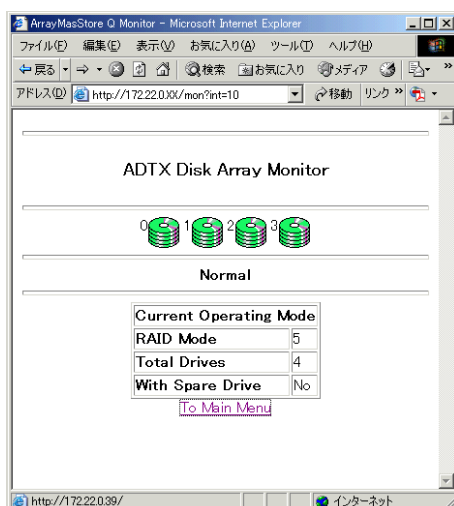 ArrayMasStore Q Monitor - Microsoft Internet Explorer
ファイル(F) 編集(E) 表示(V) お気に入り(A) ツール(T) ヘルプ(H)
戻る 検索 お気に入り メディア
アドレス(D) http://172.22.0.XX/mon?int=10 移動 リンク »
ADTX Disk Array Monitor
0 1 2 3
Normal
Current Operating Mode
RAID Mode 5
Total Drives 4
With Spare Drive No
To Main Menu
http://172.22.0.39/ インターネット